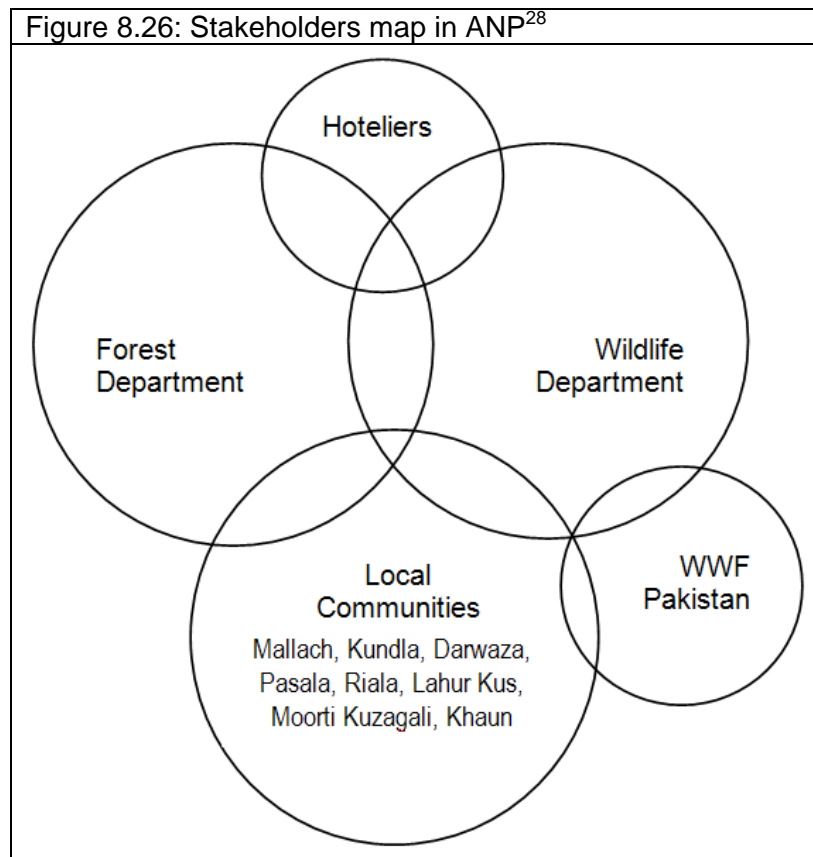 Figure 8.26: Stakeholders map in ANP28
Hoteliers
Forest
Department
Wildlife
Department
Local
Communities
Mallach, Kundla, Darwaza,
Pasala, Riala, Lahur Kus,
Moorti Kuzagali, Khaun
WWF
Pakistan